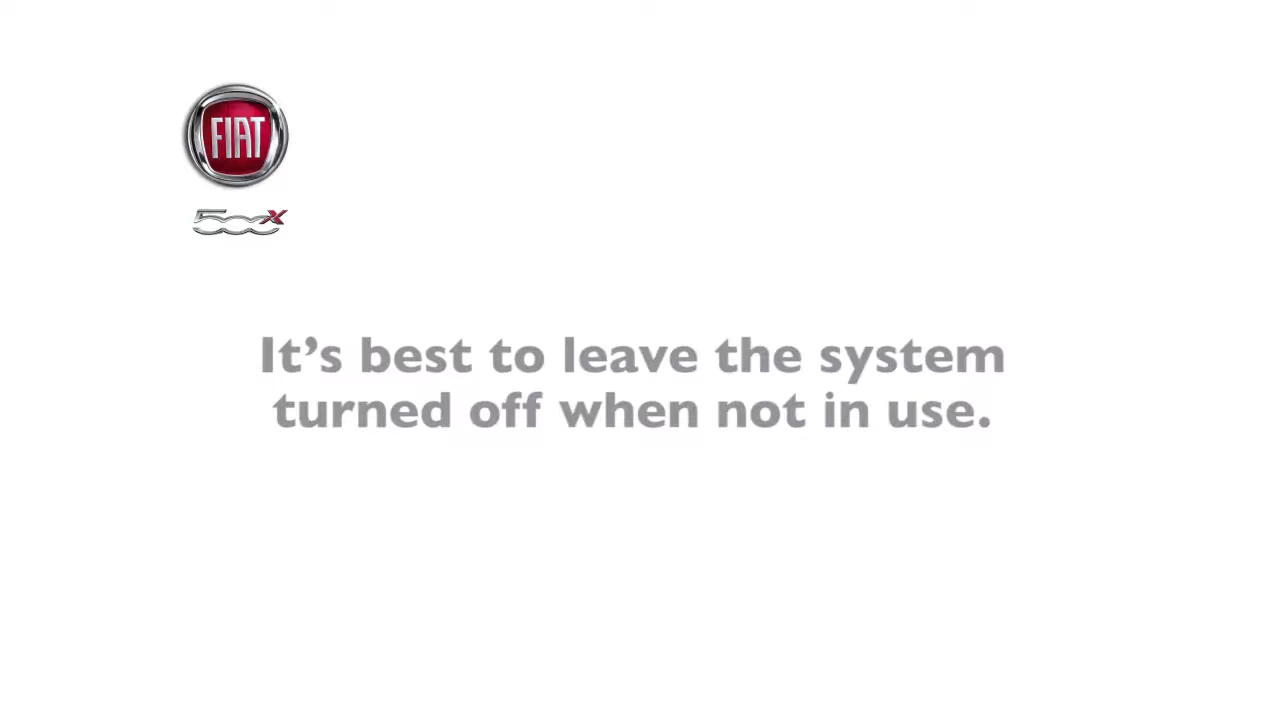 FIAT
500X
It’s best to leave the system
turned off when not in use.